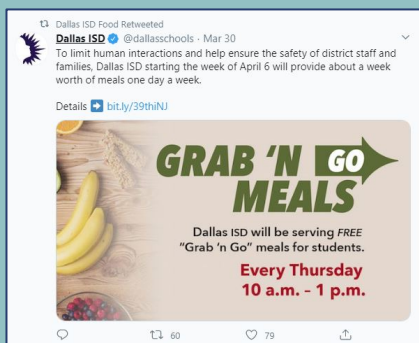 Dallas ISD Food Retweeted
Dallas ISD @dallasschools · Mar 30
To limit human interactions and help ensure the safety of district staff and
families, Dallas ISD starting the week of April 6 will provide about a week
worth of meals one day a week.
Details ➡ bit.ly/39thiNJ
GRAB 'N GO
MEALS
Dallas ISD will be serving FREE
"Grab 'n Go" meals for students.
Every Thursday
10 a.m. - 1 p.m.
60
79